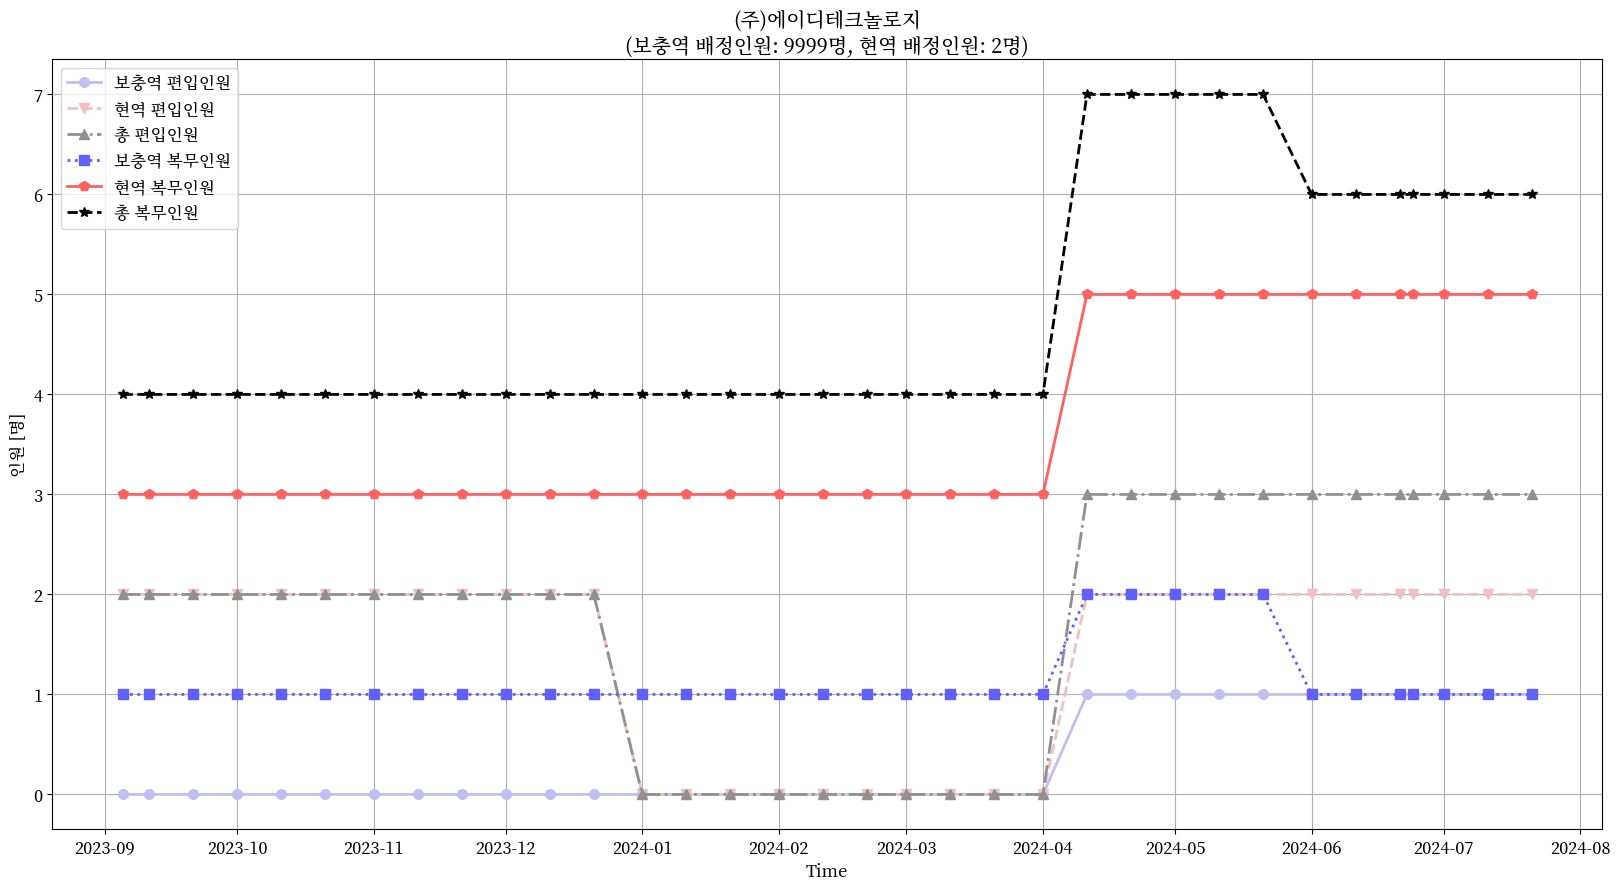 (주)에이디테크놀로지
(보충역 배정인원: 9999명, 현역 배정인원: 2명)
보충역 편입인원
현역 편입인원
총 편입인원
보충역 복무인원
현역 복무인원
총 복무인원
7
6
5
4
3
2
1
0
인원 [명]
2023-09 2023-10 2023-11 2023-12 2024-01 2024-02 2024-03 2024-04 2024-05 2024-06 2024-07 2024-08
Time